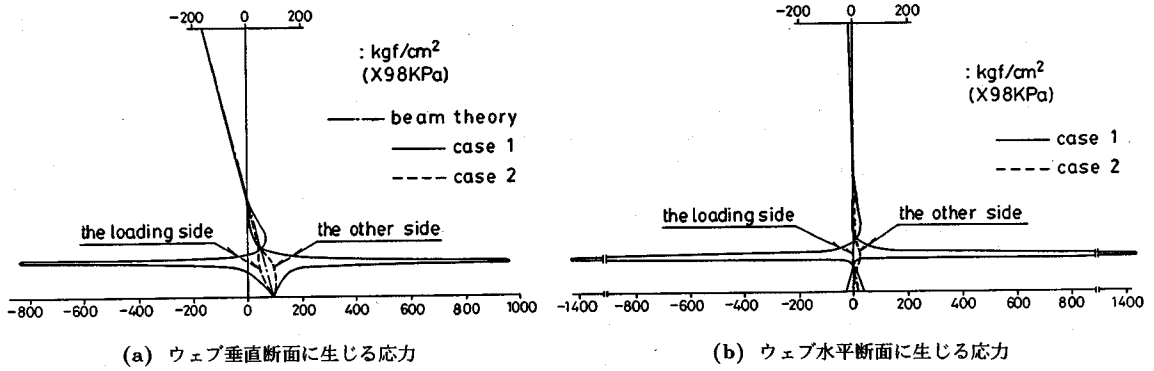 -200 0 200
: kgf/cm2
(X98KPa)
beam theory
case 1
case 2
the loading side
the other side
-800 -600 -400 -200 0 200 400 600 800 1000
(a) ウェブ垂直断面に生じる応力
-200 0 200
: kgf/cm2
(X98KPa)
case 1
case 2
the loading side
the other side
-1400 -800 -600 -400 -200 0 200 400 600 800 1400
(b) ウェブ水平断面に生じる応力